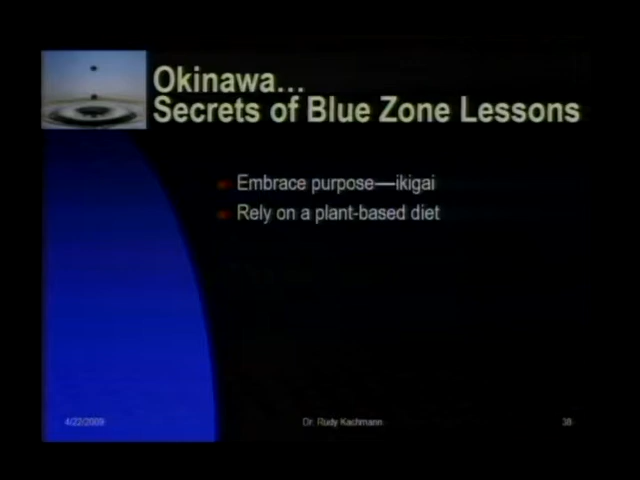 Okinawa…
Secrets of Blue Zone Lessons
Embrace purpose—ikigai
Rely on a plant-based diet
4/22/2009
Dr. Rudy Kachmann
38